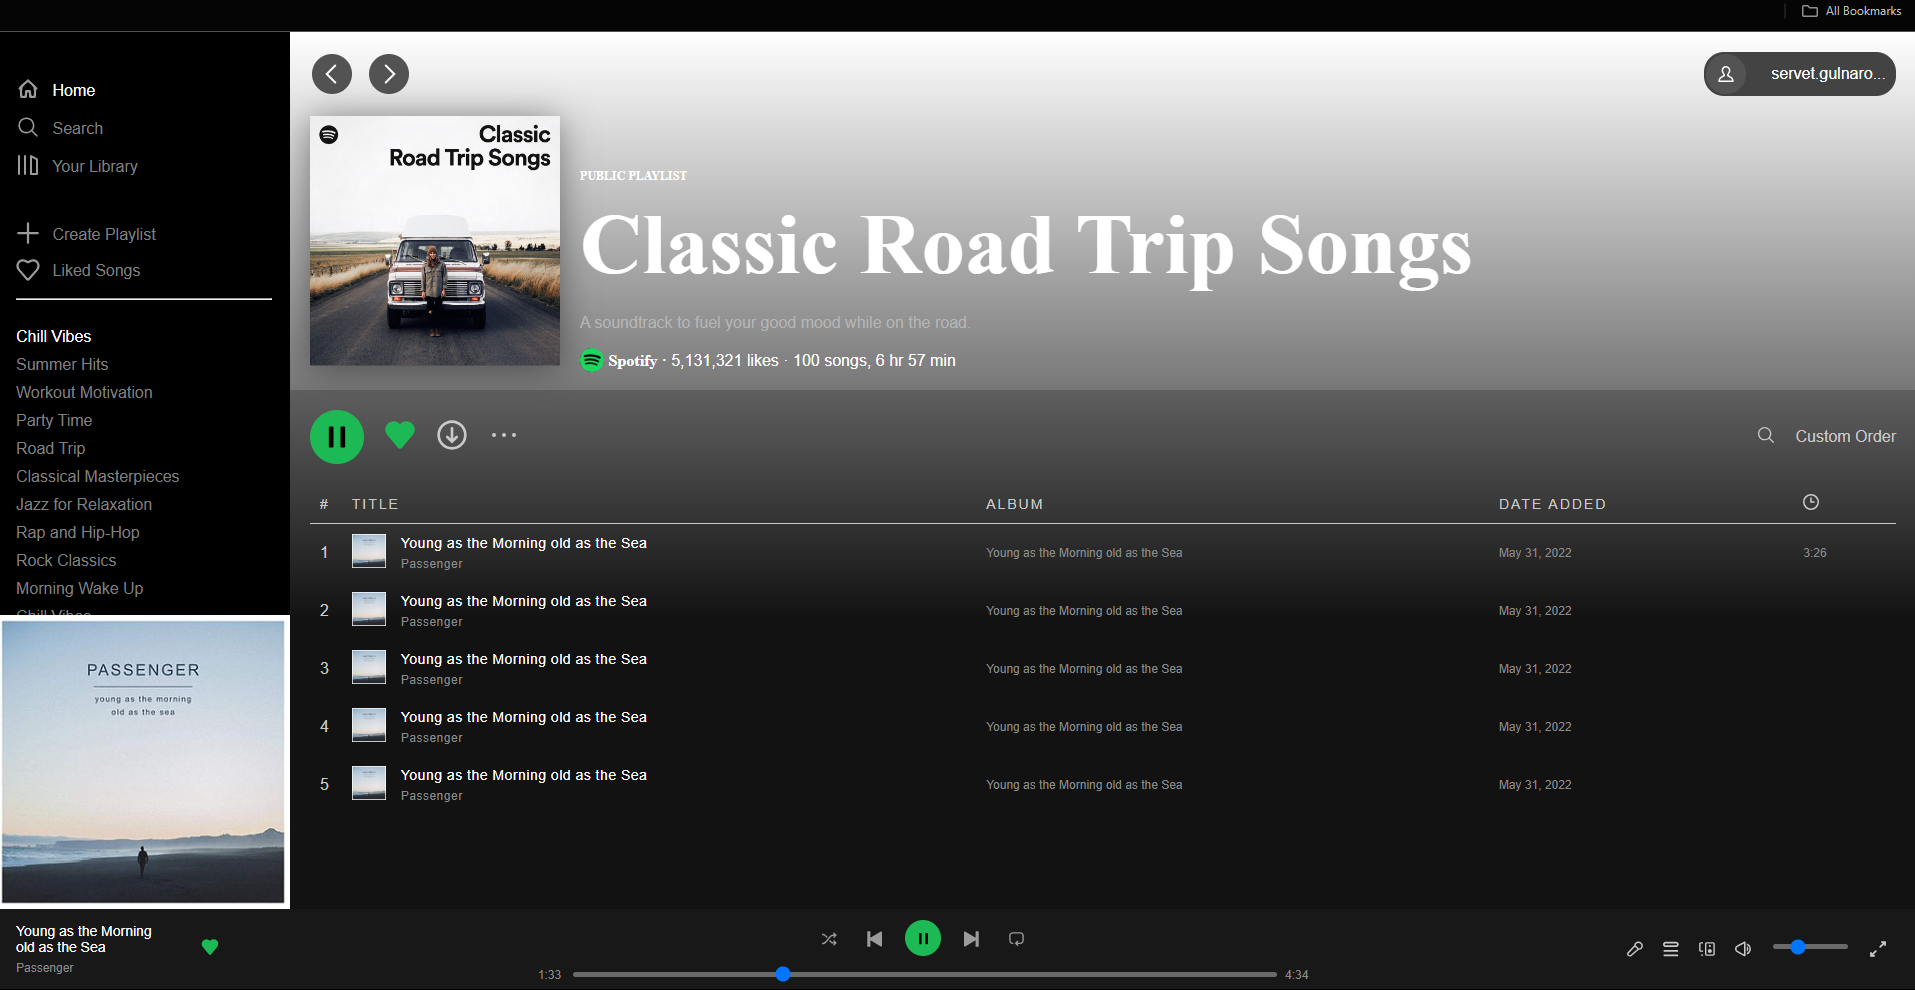 All Bookmarks
Home
Search
Your Library
Create Playlist
Liked Songs
Chill Vibes
Summer Hits
Workout Motivation
Party Time
Road Trip
Classical Masterpieces
Jazz for Relaxation
Rap and Hip-Hop
Rock Classics
Morning Wake Up
Chill Vibes
PASSENGER
young as the morning
old as the sea
servet.gulnaro...
Classic
Road Trip Songs
PUBLIC PLAYLIST
Classic Road Trip Songs
A soundtrack to fuel your good mood while on the road.
Spotify · 5,131,321 likes · 100 songs, 6 hr 57 min
Custom Order
# TITLE ALBUM DATE ADDED
1 Young as the Morning old as the Sea Young as the Morning old as the Sea May 31, 2022 3:26
Passenger
2 Young as the Morning old as the Sea Young as the Morning old as the Sea May 31, 2022
Passenger
3 Young as the Morning old as the Sea Young as the Morning old as the Sea May 31, 2022
Passenger
4 Young as the Morning old as the Sea Young as the Morning old as the Sea May 31, 2022
Passenger
5 Young as the Morning old as the Sea Young as the Morning old as the Sea May 31, 2022
Passenger
Young as the Morning
old as the Sea
Passenger
1:33 4:34